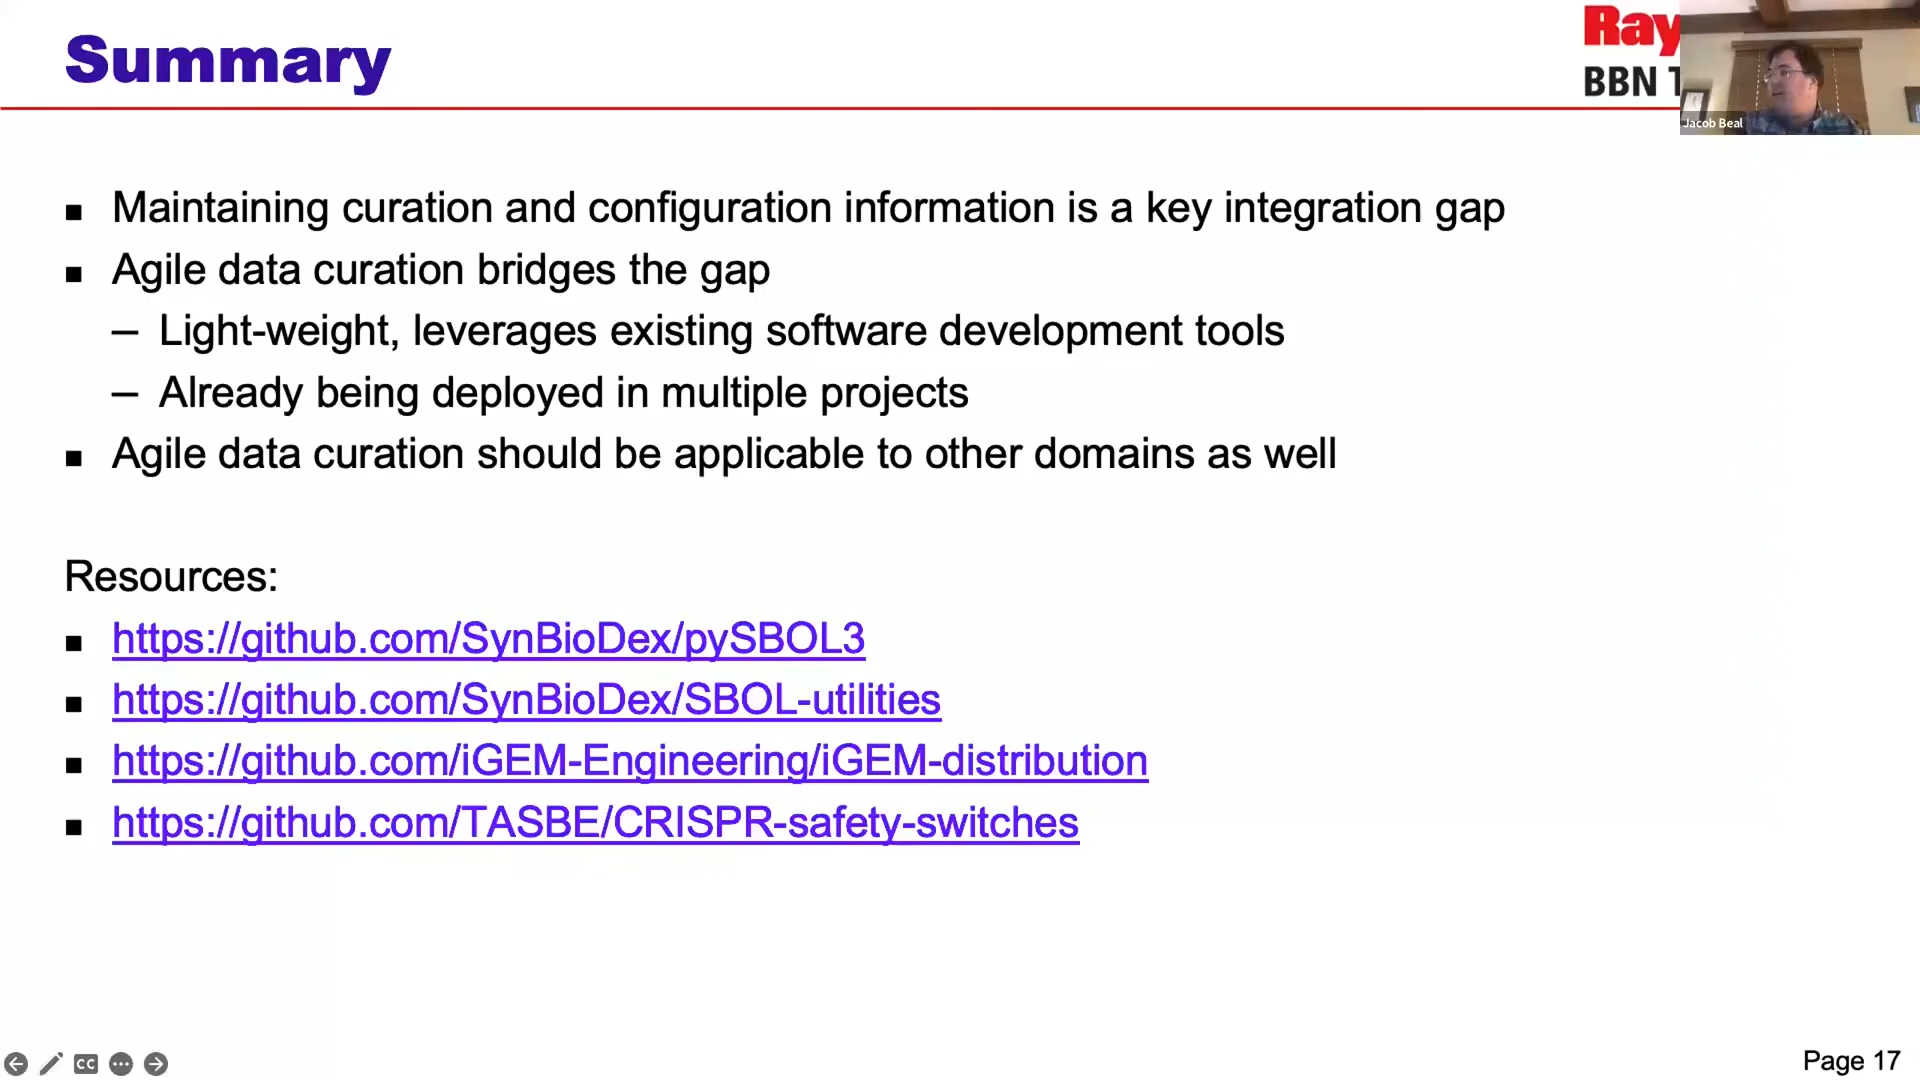 Summary
Ray
BBN T
Jacob Beal
Maintaining curation and configuration information is a key integration gap
Agile data curation bridges the gap
– Light-weight, leverages existing software development tools
– Already being deployed in multiple projects
Agile data curation should be applicable to other domains as well
Resources:
https://github.com/SynBioDex/pySBOL3
https://github.com/SynBioDex/SBOL-utilities
https://github.com/iGEM-Engineering/iGEM-distribution
https://github.com/TASBE/CRISPR-safety-switches
CC
Page 17